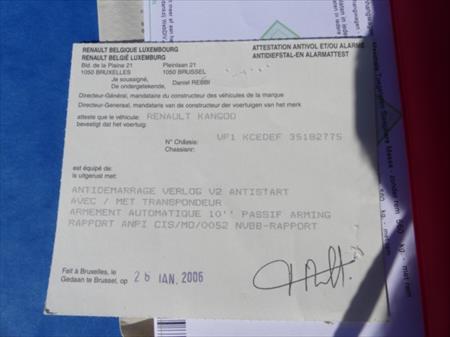 RENAULT BELGIQUE LUXEMBOURG
RENAULT BELGIË LUXEMBURG
Bld. de la Plaine 21 Pleinlaan 21
1050 BRUXELLES 1050 BRUSSEL
Je soussigné,
De ondergetekende, Daniel REBBI
ATTESTATION ANTIVOL ET/OU ALARME
ANTIDIEFSTAL-EN ALARMATTEST
Directeur-Général, mandataire du constructeur des véhicules de la marque
Directeur-Generaal, mandataris van de constructeur der voertuigen van het merk
atteste que le véhicule: RENAULT KANGOO
bevestigt dat het voertuig:
N° Châssis: VF1 KCEDEF 35182775
Chassisnr:
est équipé de:
is uitgerust met:
ANTIDEMARRAGE VERLOG V2 ANTISTART
AVEC / MET TRANSPONDEUR
ARMEMENT AUTOMATIQUE 10'' PASSIF ARMING
RAPPORT ANPI CIS/MD/0052 NVBB-RAPPORT
Fait à Bruxelles, le
Gedaan te Brussel, op 26 JAN. 2006